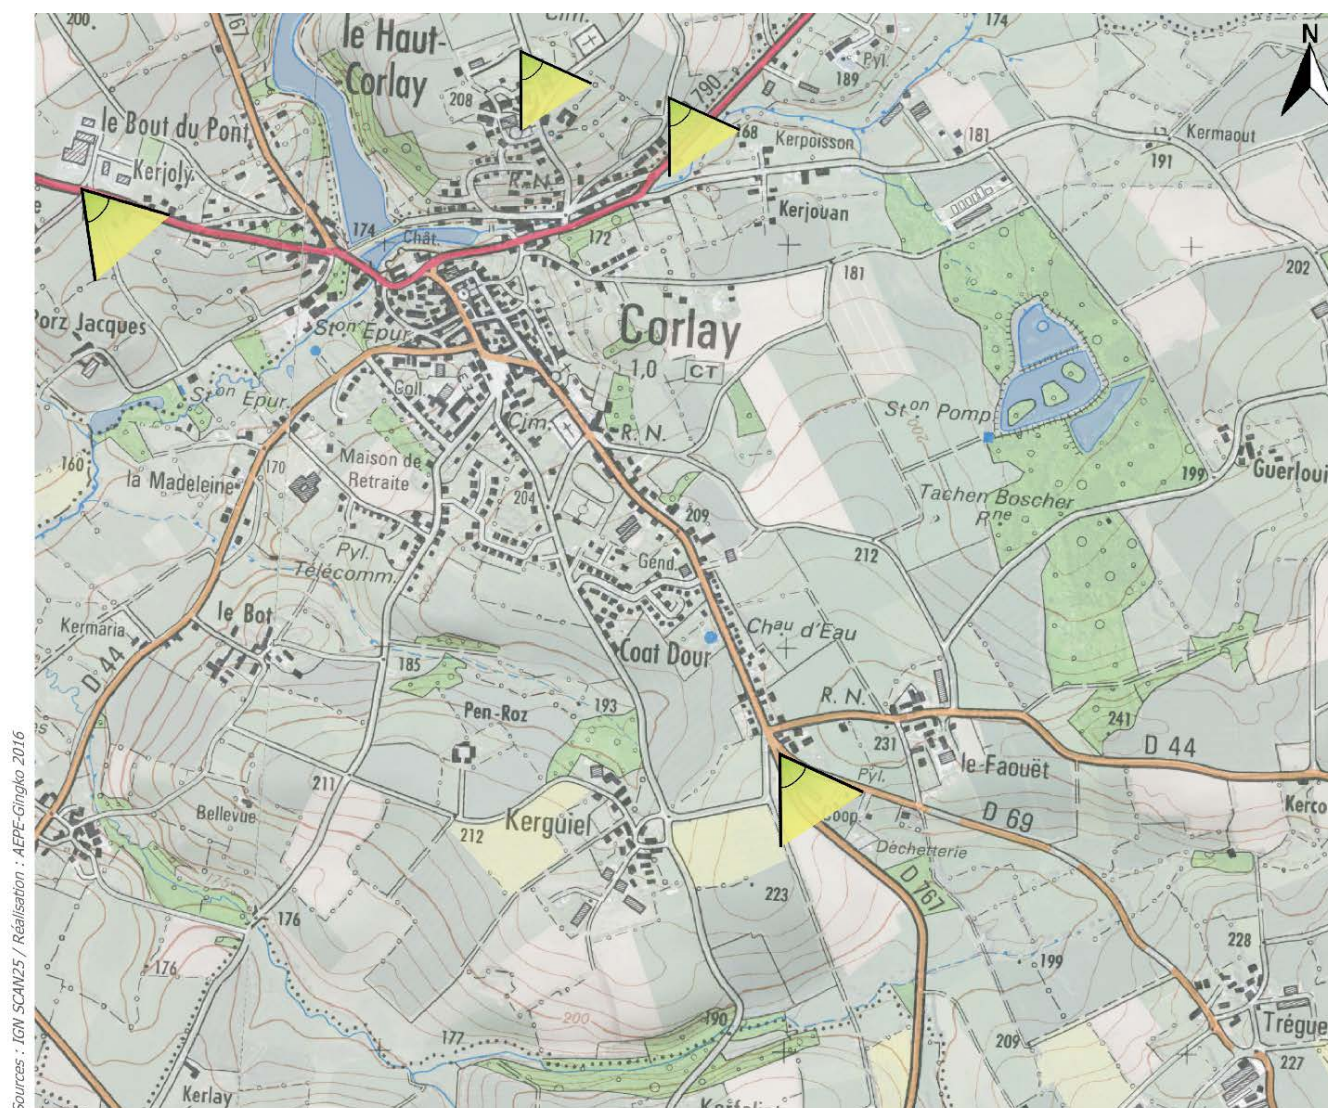 200
767
le Haut-
Corlay
Cim.
174
N
Pyl.
189
208
790
168
le Bout du Pont
Kerpoisson
181
Kermaout
191
Kerjoly
R. N.
Kerjouan
e
174
Chât.
172
181
202
Porz Jacques
Ston Epur
Corlay
1,0
CT
Ston Epur
Coll.
Cim.
R. N.
Ston Pomp
200
Maison de
Retraite
160
170
la Madeleine
204
209
199
Guerloui
Tachen Boscher
Rne
212
Pyl.
Télécomm.
Génd.
le Bot
Kermaria
Chau d'Eau
D 44
185
Coat Dour
193
Pen-Roz
R. N.
241
231
D 44
le Faouët
Pyl.
211
Bellevue
212
Kerguiel
Coop.
D 69
Kerco
Déchetterie
D 767
223
176
228
176
199
200
190
Trégue
177
209
227
Kerlay
Sources : IGN SCAN25 / Réalisation : AEPE-Gingko 2016